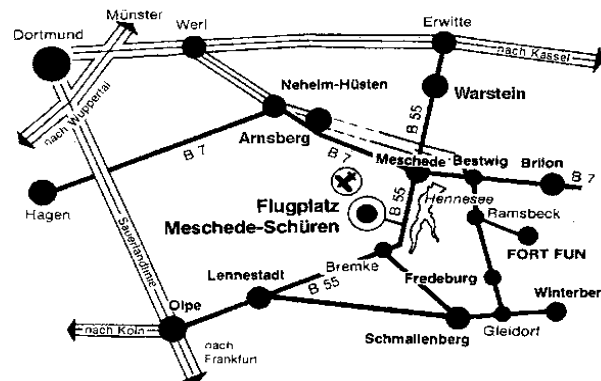 Münster
Dortmund
Werl
Erwitte
nach Kassel
nach Wuppertal
Neheim-Hüsten
B 55
Warstein
Arnsberg
B 7
B 7
Meschede
Bestwig
Brilon
B 7
Hagen
Flugplatz
Meschede-Schüren
B 55
Hennesee
Ramsbeck
Sauerlandlinie
FORT FUN
Bremke
Lennestadt
B 55
Fredeburg
Olpe
Winterber
nach Köln
nach
Frankfurt
Schmallenberg
Gleidorf